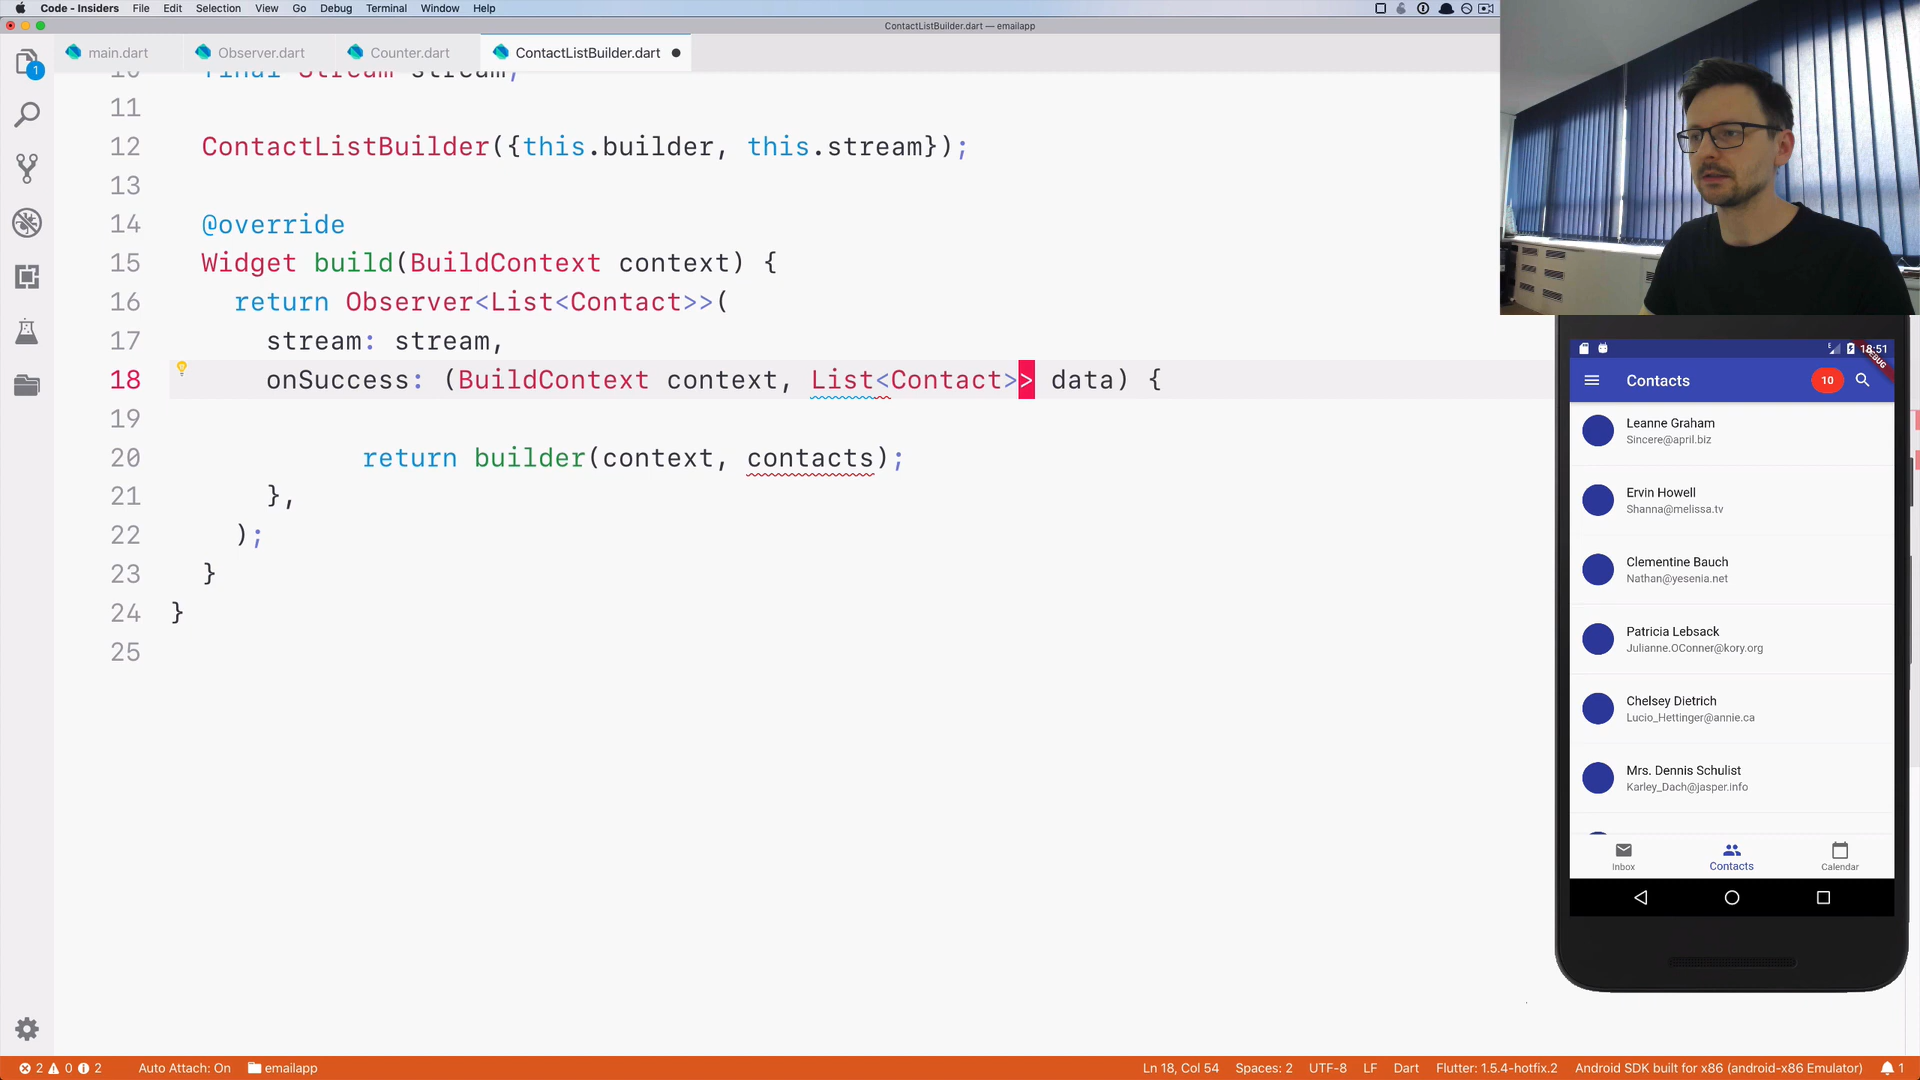 Code - Insiders File Edit Selection View Go Debug Terminal Window Help
ContactListBuilder.dart — emailapp
main.dart Observer.dart Counter.dart ContactListBuilder.dart
1
10 final Stream stream;
11
12 ContactListBuilder({this.builder, this.stream});
13
14 @override
15 Widget build(BuildContext context) {
16 return Observer<List<Contact>>(
17 stream: stream,
18 onSuccess: (BuildContext context, List<Contact>> data) {
19
20 return builder(context, contacts);
21 },
22 );
23 }
24 }
25
18:51
DEBUG
Contacts 10
Leanne Graham
Sincere@april.biz
Ervin Howell
Shanna@melissa.tv
Clementine Bauch
Nathan@yesenia.net
Patricia Lebsack
Julianne.OConner@kory.org
Chelsey Dietrich
Lucio_Hettinger@annie.ca
Mrs. Dennis Schulist
Karley_Dach@jasper.info
Inbox Contacts Calendar
2 0 2 Auto Attach: On emailapp Ln 18, Col 54 Spaces: 2 UTF-8 LF Dart Flutter: 1.5.4-hotfix.2 Android SDK built for x86 (android-x86 Emulator) 1